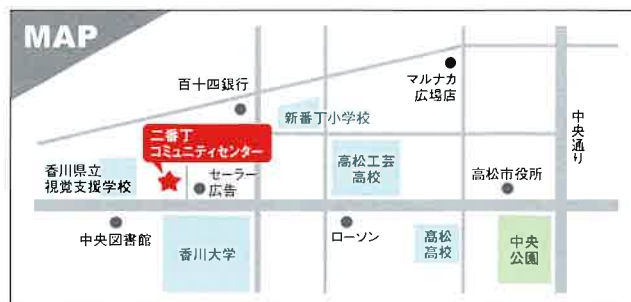 MAP
百十四銀行
マルナカ
広場店
新番丁小学校
中央通り
二番丁
コミュニティセンター
香川県立
視覚支援学校
セーラー
広告
高松工芸
高校
高松市役所
中央図書館
香川大学
ローソン
髙松
高校
中央
公園